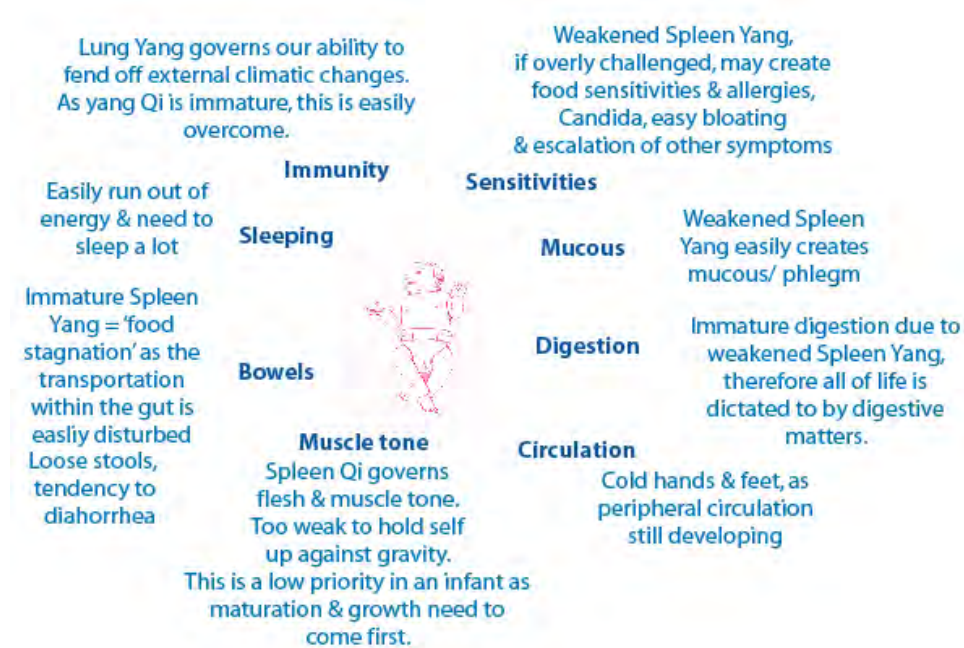 Lung Yang governs our ability to
fend off external climatic changes.
As yang Qi is immature, this is easily
overcome.
Immunity
Weakened Spleen Yang,
if overly challenged, may create
food sensitivities & allergies,
Candida, easy bloating
& escalation of other symptoms
Sensitivities
Easily run out of
energy & need to
sleep a lot
Sleeping
Mucous
Weakened Spleen
Yang easily creates
mucous/ phlegm
Immature Spleen
Yang = 'food
stagnation' as the
transportation
within the gut is
easliy disturbed
Loose stools,
tendency to
diahorrhea
Bowels
Digestion
Immature digestion due to
weakened Spleen Yang,
therefore all of life is
dictated to by digestive
matters.
Muscle tone
Spleen Qi governs
flesh & muscle tone.
Too weak to hold self
up against gravity.
This is a low priority in an infant as
maturation & growth need to
come first.
Circulation
Cold hands & feet, as
peripheral circulation
still developing